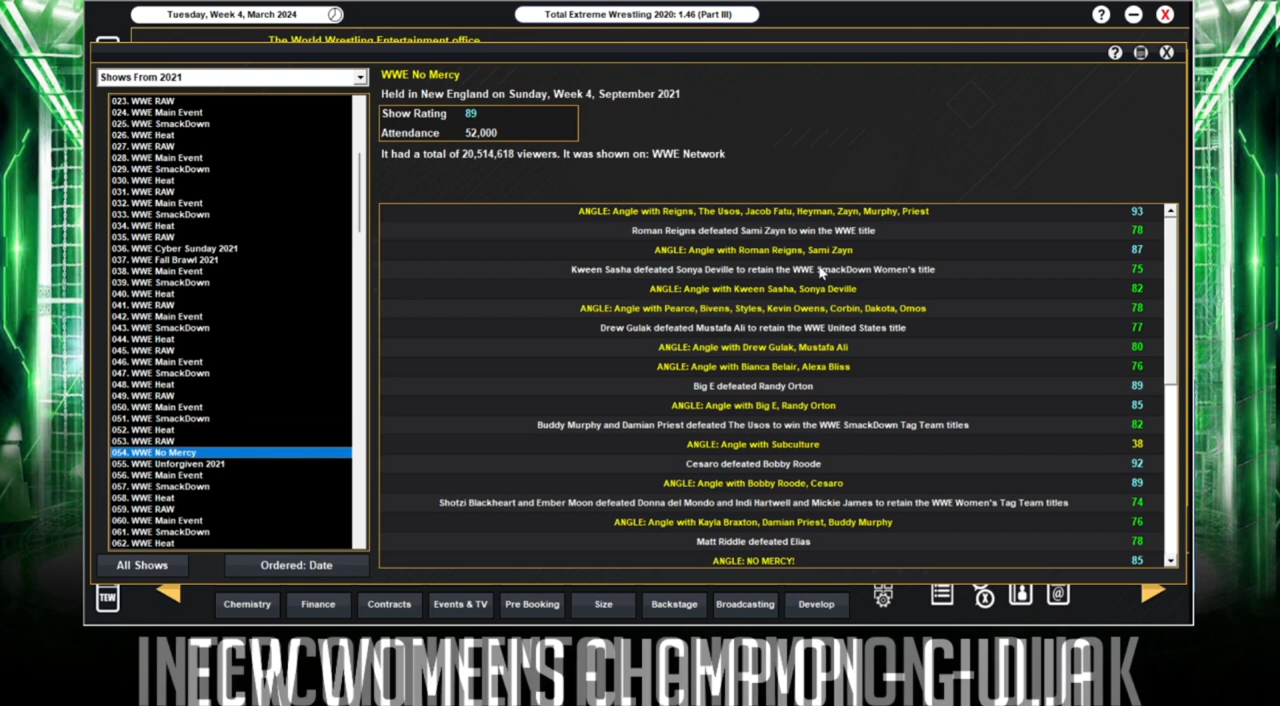 Tuesday, Week 4, March 2024
Total Extreme Wrestling 2020: 1.46 (Part III)
The World Wrestling Entertainment office
Shows From 2021
023. WWE RAW
024. WWE Main Event
025. WWE SmackDown
026. WWE Heat
027. WWE RAW
028. WWE Main Event
029. WWE SmackDown
030. WWE Heat
031. WWE RAW
032. WWE Main Event
033. WWE SmackDown
034. WWE Heat
035. WWE RAW
036. WWE Cyber Sunday 2021
037. WWE Fall Brawl 2021
038. WWE Main Event
039. WWE SmackDown
040. WWE Heat
041. WWE RAW
042. WWE Main Event
043. WWE SmackDown
044. WWE Heat
045. WWE RAW
046. WWE Main Event
047. WWE SmackDown
048. WWE Heat
049. WWE RAW
050. WWE Main Event
051. WWE SmackDown
052. WWE Heat
053. WWE RAW
054. WWE No Mercy
055. WWE Unforgiven 2021
056. WWE Main Event
057. WWE SmackDown
058. WWE Heat
059. WWE RAW
060. WWE Main Event
061. WWE SmackDown
062. WWE Heat
All Shows
Ordered: Date
WWE No Mercy
Held in New England on Sunday, Week 4, September 2021
Show Rating 89
Attendance 52,000
It had a total of 20,514,618 viewers. It was shown on: WWE Network
ANGLE: Angle with Reigns, The Usos, Jacob Fatu, Heyman, Zayn, Murphy, Priest 93
Roman Reigns defeated Sami Zayn to win the WWE title 78
ANGLE: Angle with Roman Reigns, Sami Zayn 87
Kween Sasha defeated Sonya Deville to retain the WWE SmackDown Women's title 75
ANGLE: Angle with Kween Sasha, Sonya Deville 82
ANGLE: Angle with Pearce, Bivens, Styles, Kevin Owens, Corbin, Dakota, Omos 78
Drew Gulak defeated Mustafa Ali to retain the WWE United States title 77
ANGLE: Angle with Drew Gulak, Mustafa Ali 80
ANGLE: Angle with Bianca Belair, Alexa Bliss 76
Big E defeated Randy Orton 89
ANGLE: Angle with Big E, Randy Orton 85
Buddy Murphy and Damian Priest defeated The Usos to win the WWE SmackDown Tag Team titles 82
ANGLE: Angle with Subculture 38
Cesaro defeated Bobby Roode 92
ANGLE: Angle with Bobby Roode, Cesaro 89
Shotzi Blackheart and Ember Moon defeated Donna del Mondo and Indi Hartwell and Mickie James to retain the WWE Women's Tag Team titles 74
ANGLE: Angle with Kayla Braxton, Damian Priest, Buddy Murphy 76
Matt Riddle defeated Elias 78
ANGLE: NO MERCY! 85
TEW
Chemistry
Finance
Contracts
Events & TV
Pre Booking
Size
Backstage
Broadcasting
Develop